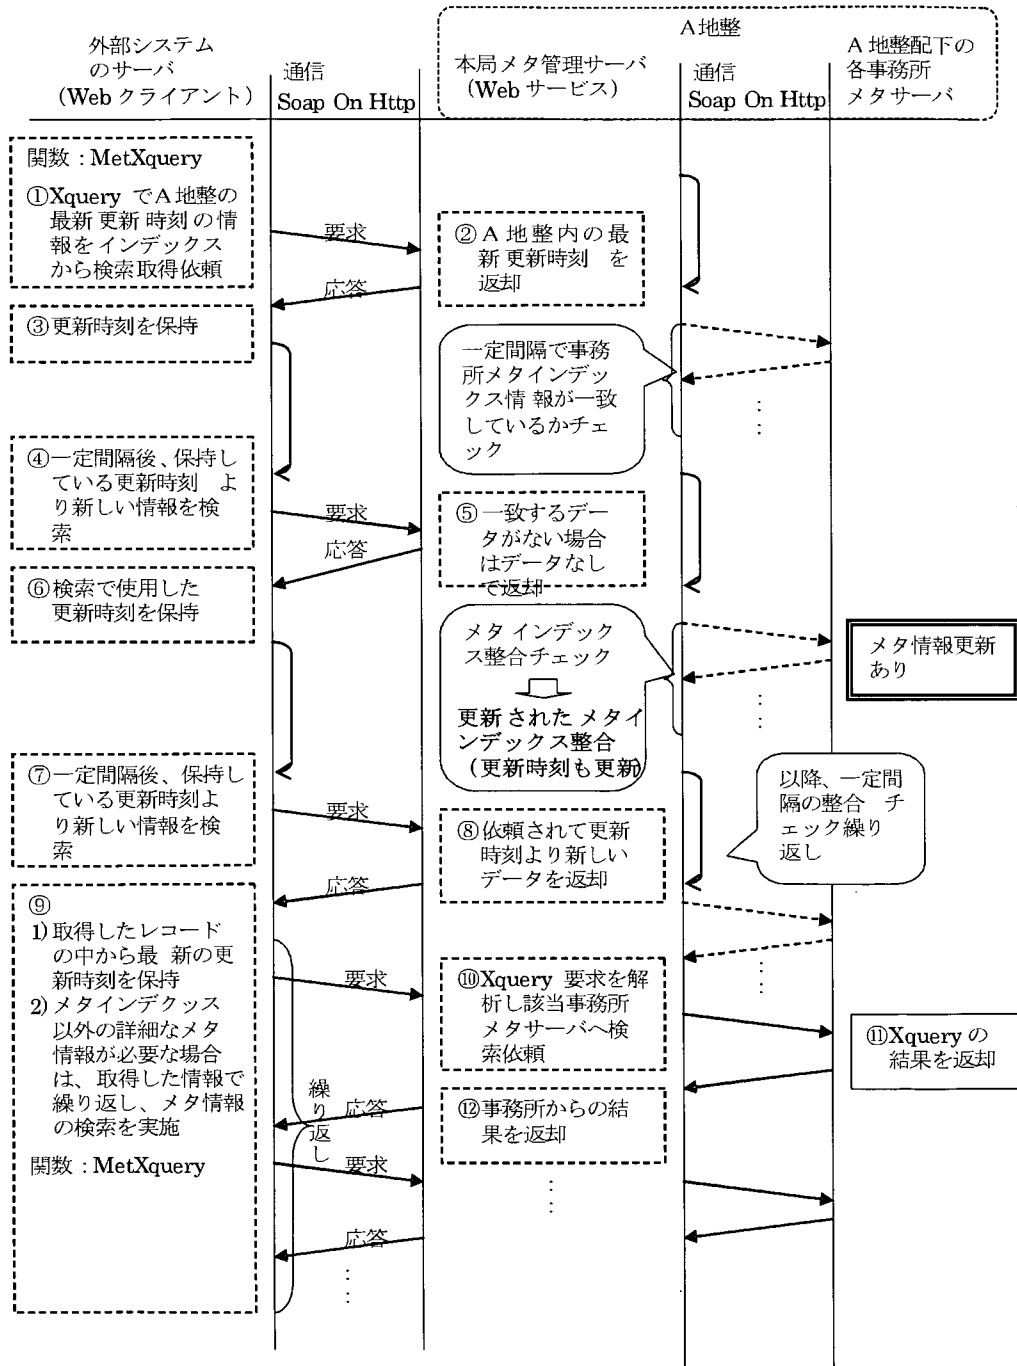 A地整
外部システム
のサーバ
(Web クライアント)
通信
Soap On Http
本局メタ管理サーバ
(Web サービス)
通信
Soap On Http
A 地整配下の
各事務所
メタサーバ
関数：MetXquery
①Xquery でA地整の
最新 更新 時刻 の 情
報をインデックス
から検索取得依頼
要求
② A 地整内の最
新 更新時刻 を
返却
応答
③更新時刻を保持
一定間隔で事務
所メタインデッ
クス情 報が一致
しているかチェ
ック
④一定間隔後、保持し
ている更新時刻 よ
り新しい情報を検
索
要求
⑤ 一致するデー
タがない場合
はデータなし
で返却
応答
⑥検索で使用した
更新時刻を保持
メタ インデック
ス整合チェック
更新 された メタイ
ンデックス整合
(更新時刻も更新)
メタ情報更新
あり
⑦一定間隔後、保持し
ている更新時刻よ
り新しい情報を検
索
要求
⑧依頼されて更新
時刻より新しい
データを返却
応答
以降、一定間
隔の整合 チ
ェック繰り
返し
⑨
1)取得したレコード
の中から最 新の更
新時刻を保持
2)メタインデクッス
以外の詳細なメタ
情報が必要な場合
は、取得した情報で
繰り返し、メタ情報
の検索を実施
関数：MetXquery
要求
⑩Xquery 要求を解
析し該当事務所
メタサーバへ検
索依頼
⑪Xquery の
結果を返却
繰り返し
応答
⑫事務所からの結
果を返却
要求
応答